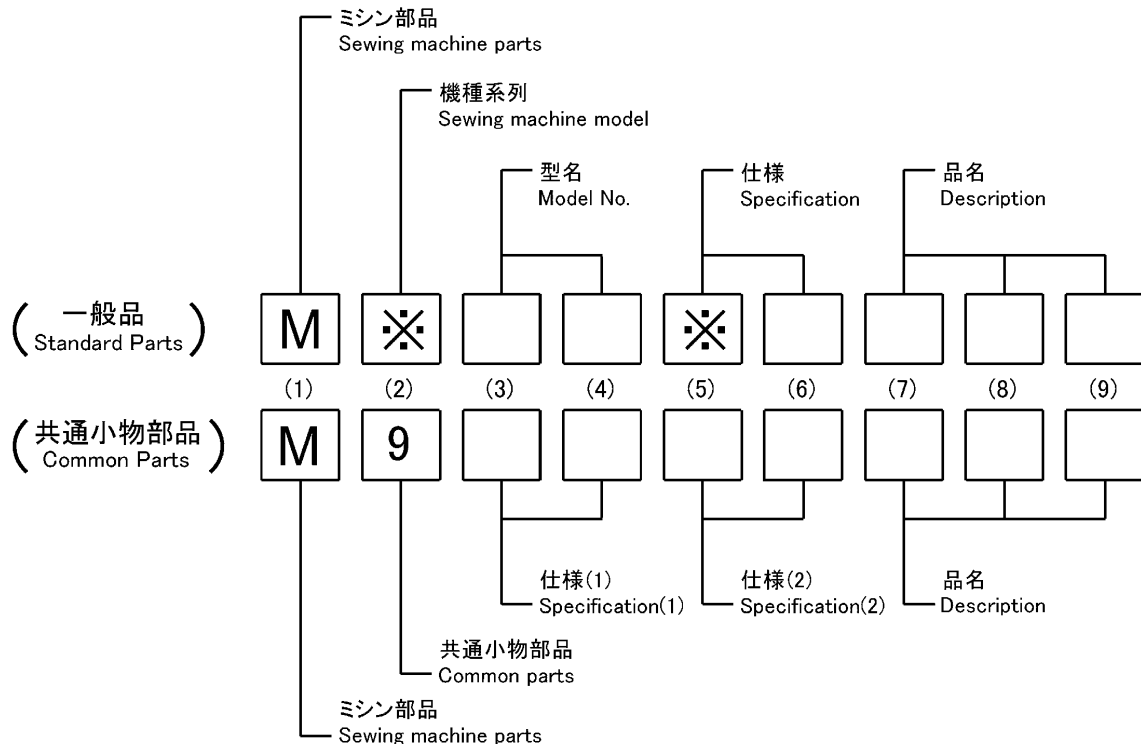 ミシン部品
Sewing machine parts
機種系列
Sewing machine model
型名
Model No.
仕様
Specification
品名
Description
(一般品
Standard Parts)
M ※ ※
(1) (2) (3) (4) (5) (6) (7) (8) (9)
(共通小物部品
Common Parts)
M 9
仕様(1)
Specification(1)
仕様(2)
Specification(2)
品名
Description
共通小物部品
Common parts
ミシン部品
Sewing machine parts